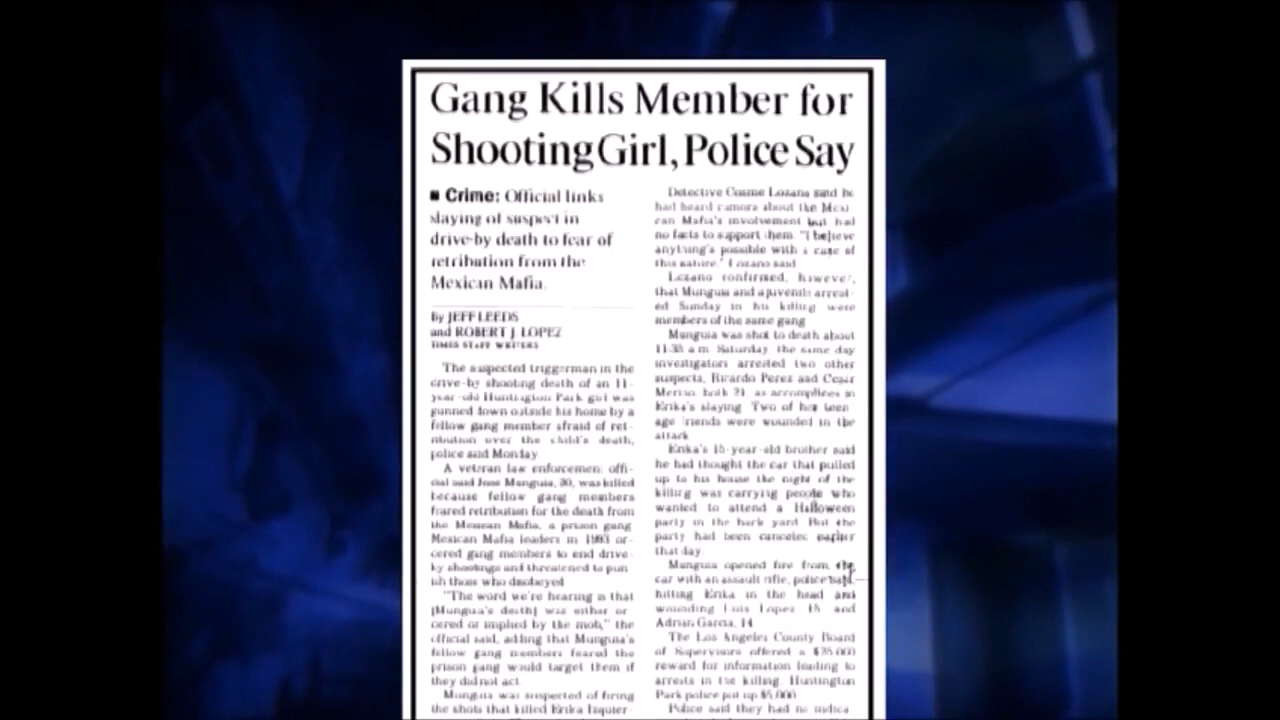 Gang Kills Member for
Shooting Girl, Police Say
■ Crime: Official links
slaying of suspect in
drive-by death to fear of
retribution from the
Mexican Mafia.
By JEFF LEEDS
and ROBERT J. LOPEZ
TIMES STAFF WRITERS
The suspected triggerman in the
drive-by shooting death of an 11-
year-old Huntington Park girl was
gunned down outside his home by a
fellow gang member afraid of ret-
ribution over the child's death,
police said Monday
A veteran law enforcement offi-
cial said Jose Munguia, 20, was killed
because fellow gang members
feared retribution for the death from
the Mexican Mafia, a prison gang
Mexican Mafia leaders in 1993 or-
dered gang members to end drive-
by shootings and threatened to pun-
ish those who disobeyed
"The word we're hearing is that
[Munguia's death] was either or-
dered or implied by the mob," the
official said, adding that Munguia's
fellow gang members feared the
prison gang would target them if
they did not act.
Munguia was suspected of firing
the shots that killed Erika Izquier-
Detective Cosme Lozano said he
had heard rumors about the Mexi-
can Mafia's involvement but had
no facts to support them. "I believe
anything's possible with a case of
this nature," Lozano said
Lozano confirmed, however,
that Munguia and a juvenile arrest-
ed Sunday in his killing were
members of the same gang
Munguia was shot to death about
11:35 a.m. Saturday, the same day
investigators arrested two other
suspects, Ricardo Perez and Cesar
both 21, as accomplices in
Erika's slaying Two of her teen-
age friends were wounded in the
attack
Erika's 15-year-old brother said
he had thought the car that pulled
up to his house the night of the
killing was carrying people who
wanted to attend a Halloween
party in the back yard But the
party had been canceled earlier
that day.
Munguia opened fire from the
car with an assault rifle, police said,
hitting Erika in the head and
wounding Luis Lopes 15 and
Adrian Garcia, 14
The Los Angeles County Board
of Supervisors offered a $25,000
reward for information leading to
arrests in the killing. Huntington
Park police put up $5,000
Police said they had no indica-